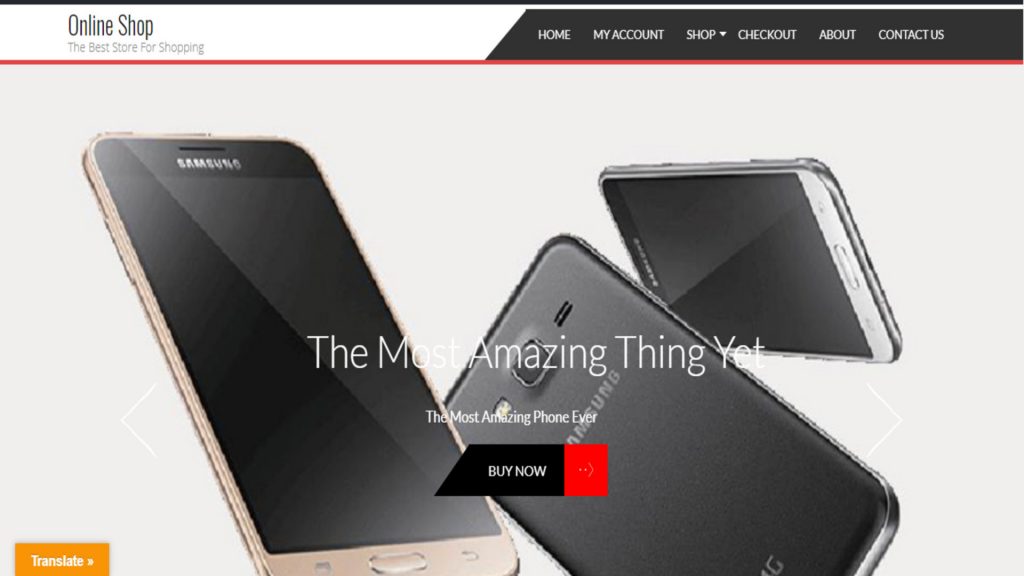 Online Shop
The Best Store For Shopping
HOME MY ACCOUNT SHOP CHECKOUT ABOUT CONTACT US
SAMSUNG
SAMSUNG
The Most Amazing Thing Yet
The Most Amazing Phone Ever
SAMSUNG
BUY NOW
Translate »